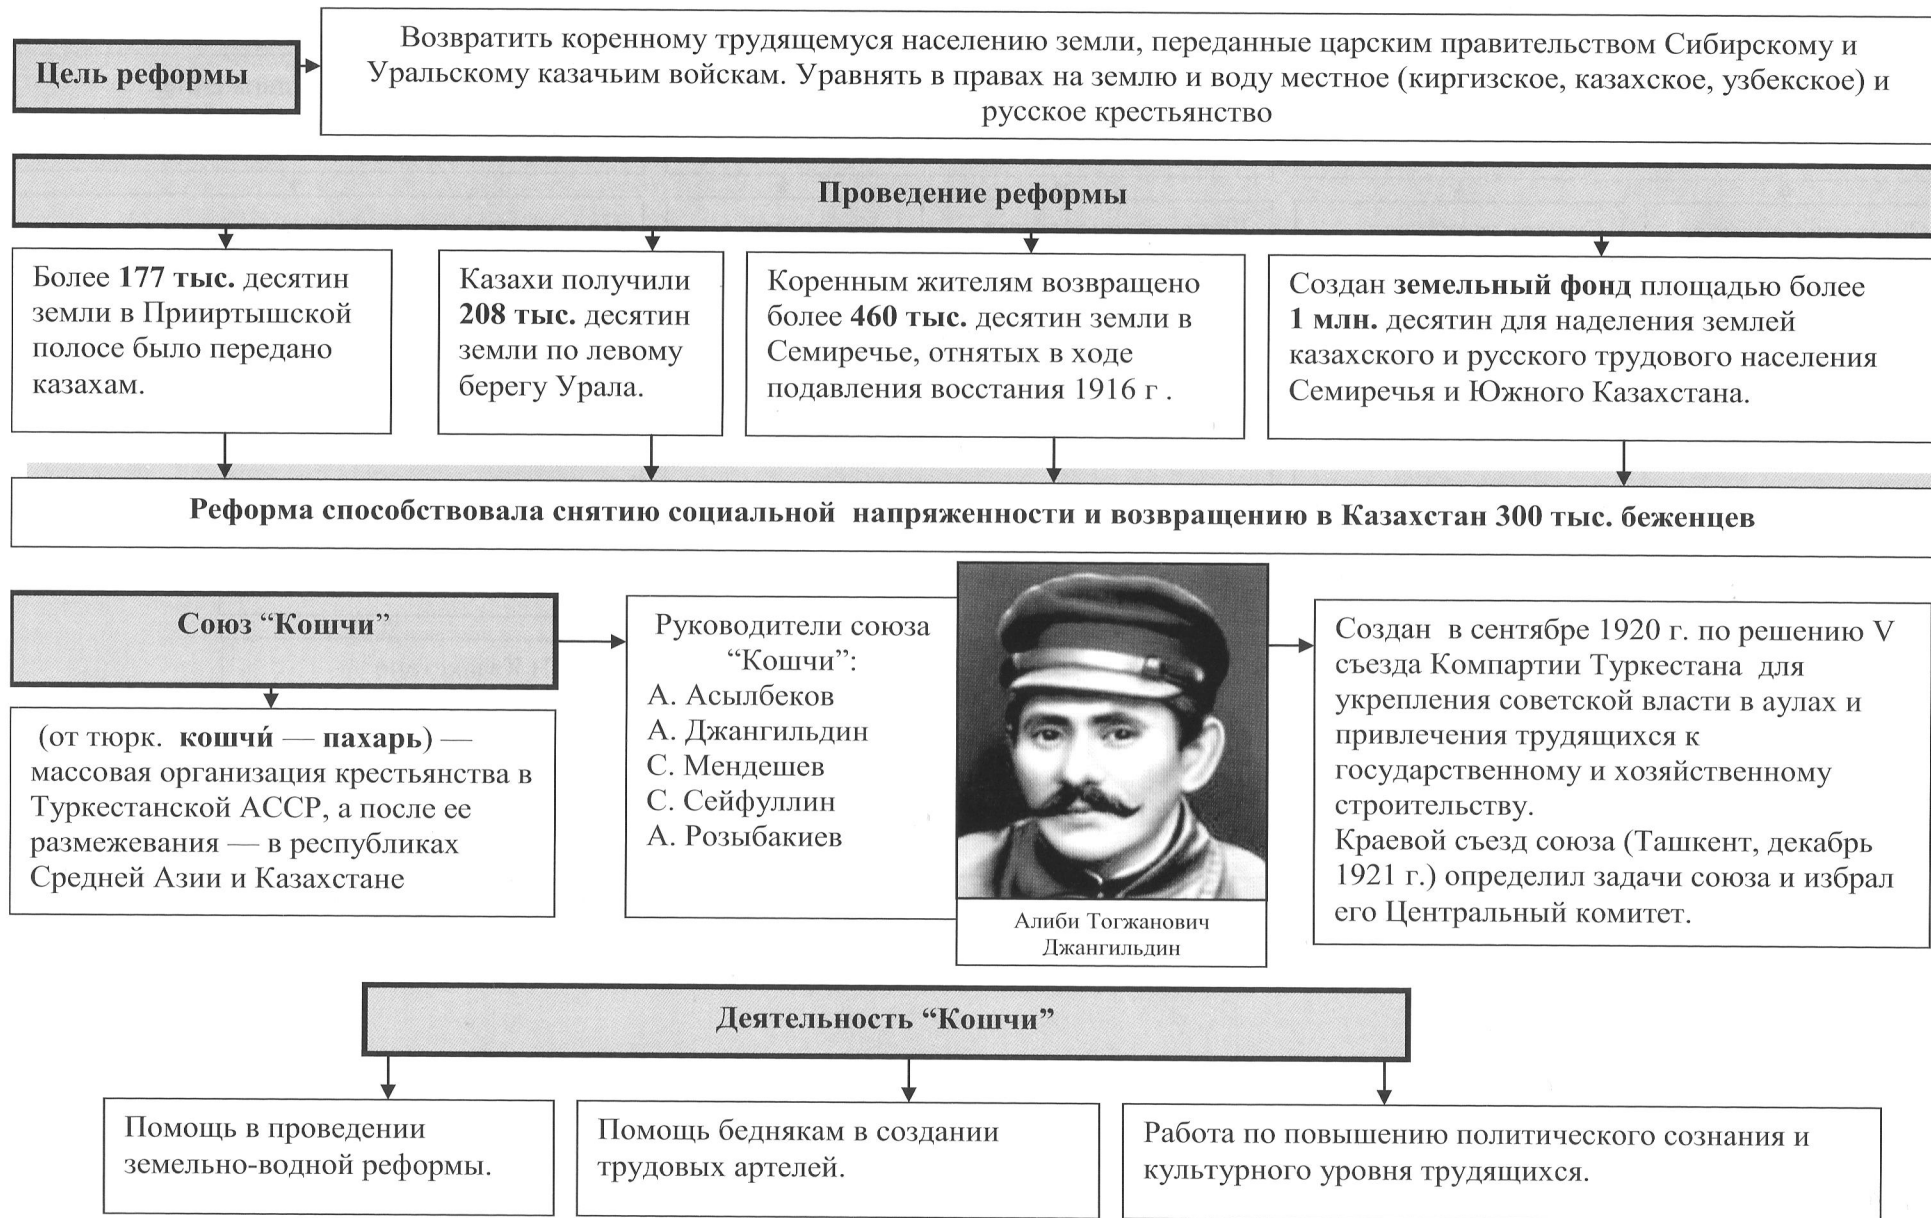 Цель реформы
Возвратить коренному трудящемуся населению земли, переданные царским правительством Сибирскому и
Уральскому казачьим войскам. Уравнять в правах на землю и воду местное (киргизское, казахское, узбекское) и
русское крестьянство
Проведение реформы
Более 177 тыс. десятин
земли в Прииртышской
полосе было передано
казахам.
Казахи получили
208 тыс. десятин
земли по левому
берегу Урала.
Коренным жителям возвращено
более 460 тыс. десятин земли в
Семиречье, отнятых в ходе
подавления восстания 1916 г .
Создан земельный фонд площадью более
1 млн. десятин для наделения землей
казахского и русского трудового населения
Семиречья и Южного Казахстана.
Реформа способствовала снятию социальной напряженности и возвращению в Казахстан 300 тыс. беженцев
Союз “Кошчи”
(от тюрк. кошчи́ — пахарь) —
массовая организация крестьянства в
Туркестанской АССР, а после ее
размежевания — в республиках
Средней Азии и Казахстане
Руководители союза
“Кошчи”:
А. Асылбеков
А. Джангильдин
С. Мендешев
С. Сейфуллин
А. Розыбакиев
Алиби Тогжанович
Джангильдин
Создан в сентябре 1920 г. по решению V
съезда Компартии Туркестана для
укрепления советской власти в аулах и
привлечения трудящихся к
государственному и хозяйственному
строительству.
Краевой съезд союза (Ташкент, декабрь
1921 г.) определил задачи союза и избрал
его Центральный комитет.
Деятельность “Кошчи”
Помощь в проведении
земельно-водной реформы.
Помощь беднякам в создании
трудовых артелей.
Работа по повышению политического сознания и
культурного уровня трудящихся.